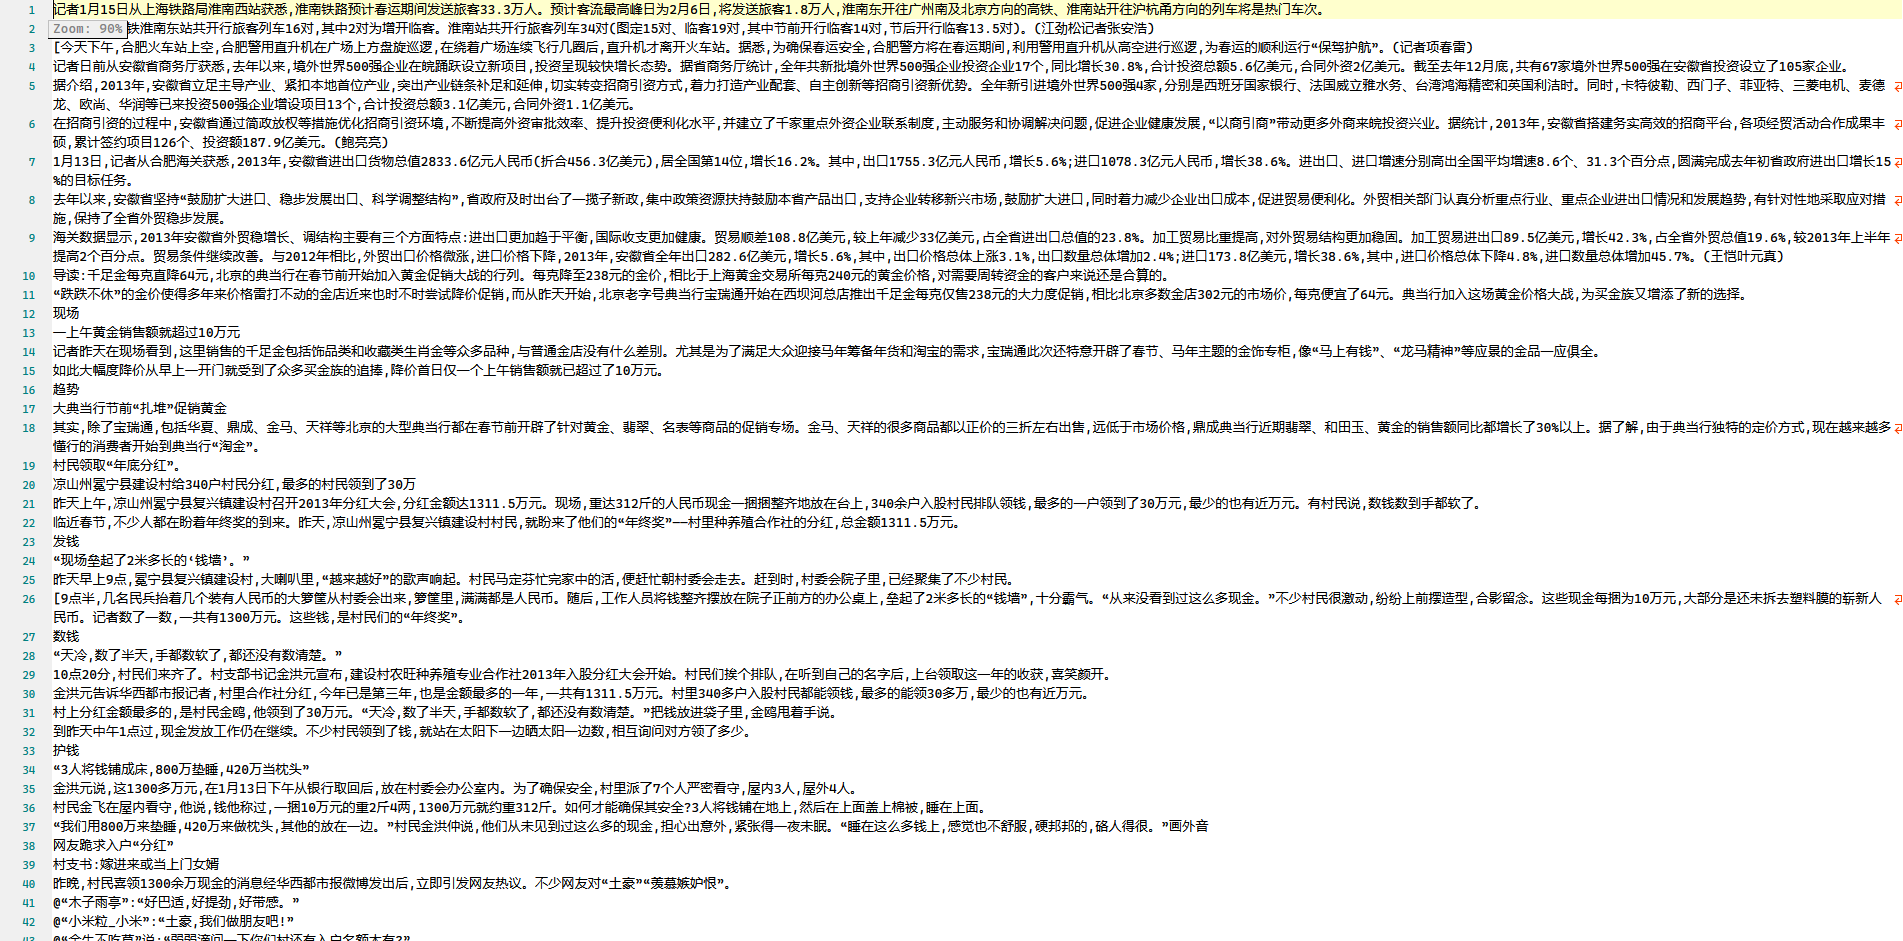 1 记者1月15日从上海铁路局淮南西站获悉,淮南铁路预计春运期间发送旅客33.3万人。预计客流最高峰日为2月6日,将发送旅客1.8万人,淮南东开往广州南及北京方向的高铁、淮南站开往沪杭甬方向的列车将是热门车次。
2 Zoom: 90% 铁淮南东站共开行旅客列车16对,其中2对为增开临客。淮南站共开行旅客列车34对(图定15对、临客19对,其中节前开行临客14对,节后开行临客13.5对)。(江劲松记者张安浩)
3 [今天下午,合肥火车站上空,合肥警用直升机在广场上方盘旋巡逻,在绕着广场连续飞行几圈后,直升机才离开火车站。据悉,为确保春运安全,合肥警方将在春运期间,利用警用直升机从高空进行巡逻,为春运的顺利运行“保驾护航”。(记者项春雷)
4 记者日前从安徽省商务厅获悉,去年以来,境外世界500强企业在皖踊跃设立新项目,投资呈现较快增长态势。据省商务厅统计,全年共新批境外世界500强企业投资企业17个,同比增长30.8%,合计投资总额5.6亿美元,合同外资2亿美元。截至去年12月底,共有67家境外世界500强在安徽省投资设立了105家企业。
5 据介绍,2013年,安徽省立足主导产业、紧扣本地首位产业,突出产业链条补足和延伸,切实转变招商引资方式,着力打造产业配套、自主创新等招商引资新优势。全年新引进境外世界500强4家,分别是西班牙国家银行、法国威立雅水务、台湾鸿海精密和英国利洁时。同时,卡特彼勒、西门子、菲亚特、三菱电机、麦德
龙、欧尚、华润等已来投资500强企业增设项目13个,合计投资总额3.1亿美元,合同外资1.1亿美元。
6 在招商引资的过程中,安徽省通过简政放权等措施优化招商引资环境,不断提高外资审批效率、提升投资便利化水平,并建立了千家重点外资企业联系制度,主动服务和协调解决问题,促进企业健康发展,“以商引商”带动更多外商来皖投资兴业。据统计,2013年,安徽省搭建务实高效的招商平台,各项经贸活动合作成果丰
硕,累计签约项目126个、投资额187.9亿美元。(鲍亮亮)
7 1月13日,记者从合肥海关获悉,2013年,安徽省进出口货物总值2833.6亿元人民币(折合456.3亿美元),居全国第14位,增长16.2%。其中,出口1755.3亿元人民币,增长5.6%;进口1078.3亿元人民币,增长38.6%。进出口、进口增速分别高出全国平均增速8.6个、31.3个百分点,圆满完成去年初省政府进出口增长15
%的目标任务。
8 去年以来,安徽省坚持“鼓励扩大进口、稳步发展出口、科学调整结构”,省政府及时出台了一揽子新政,集中政策资源扶持鼓励本省产品出口,支持企业转移新兴市场,鼓励扩大进口,同时着力减少企业出口成本,促进贸易便利化。外贸相关部门认真分析重点行业、重点企业进出口情况和发展趋势,有针对性地采取应对措
施,保持了全省外贸稳步发展。
9 海关数据显示,2013年安徽省外贸稳增长、调结构主要有三个方面特点:进出口更加趋于平衡,国际收支更加健康。贸易顺差108.8亿美元,较上年减少33亿美元,占全省进出口总值的23.8%。加工贸易比重提高,对外贸易结构更加稳固。加工贸易进出口89.5亿美元,增长42.3%,占全省外贸总值19.6%,较2013年上半年
提高2个百分点。贸易条件继续改善。与2012年相比,外贸出口价格微涨,进口价格下降,2013年,安徽省全年出口282.6亿美元,增长5.6%,其中,出口价格总体上涨3.1%,出口数量总体增加2.4%;进口173.8亿美元,增长38.6%,其中,进口价格总体下降4.8%,进口数量总体增加45.7%。(王恺叶元真)
10 导读:千足金每克直降64元,北京的典当行在春节前开始加入黄金促销大战的行列。每克降至238元的金价,相比于上海黄金交易所每克240元的黄金价格,对需要周转资金的客户来说还是合算的。
11 “跌跌不休”的金价使得多年来价格雷打不动的金店近来也时不时尝试降价促销,而从昨天开始,北京老字号典当行宝瑞通开始在西坝河总店推出千足金每克仅售238元的大力度促销,相比北京多数金店302元的市场价,每克便宜了64元。典当行加入这场黄金价格大战,为买金族又增添了新的选择。
12 现场
13 一上午黄金销售额就超过10万元
14 记者昨天在现场看到,这里销售的千足金包括饰品类和收藏类生肖金等众多品种,与普通金店没有什么差别。尤其是为了满足大众迎接马年筹备年货和淘宝的需求,宝瑞通此次还特意开辟了春节、马年主题的金饰专柜,像“马上有钱”、“龙马精神”等应景的金品一应俱全。
15 如此大幅度降价从早上一开门就受到了众多买金族的追捧,降价首日仅一个上午销售额就已超过了10万元。
16 趋势
17 大典当行节前“扎堆”促销黄金
18 其实,除了宝瑞通,包括华夏、鼎成、金马、天祥等北京的大型典当行都在春节前开辟了针对黄金、翡翠、名表等商品的促销专场。金马、天祥的很多商品都以正价的三折左右出售,远低于市场价格,鼎成典当行近期翡翠、和田玉、黄金的销售额同比都增长了30%以上。据了解,由于典当行独特的定价方式,现在越来越多
懂行的消费者开始到典当行“淘金”。
19 村民领取“年底分红”。
20 凉山州冕宁县建设村给340户村民分红,最多的村民领到了30万
21 昨天上午,凉山州冕宁县复兴镇建设村召开2013年分红大会,分红金额达1311.5万元。现场,重达312斤的人民币现金一捆捆整齐地放在台上,340余户入股村民排队领钱,最多的一户领到了30万元,最少的也有近万元。有村民说,数钱数到手都软了。
22 临近春节,不少人都在盼着年终奖的到来。昨天,凉山州冕宁县复兴镇建设村村民,就盼来了他们的“年终奖”——村里种养殖合作社的分红,总金额1311.5万元。
23 发钱
24 “现场垒起了2米多长的‘钱墙’。”
25 昨天早上9点,冕宁县复兴镇建设村,大喇叭里,“越来越好”的歌声响起。村民马定芬忙完家中的活,便赶忙朝村委会走去。赶到时,村委会院子里,已经聚集了不少村民。
26 [9点半,几名民兵抬着几个装有人民币的大箩筐从村委会出来,箩筐里,满满都是人民币。随后,工作人员将钱整齐摆放在院子正前方的办公桌上,垒起了2米多长的“钱墙”,十分霸气。“从来没看到过这么多现金。”不少村民很激动,纷纷上前摆造型,合影留念。这些现金每捆为10万元,大部分是还未拆去塑料膜的崭新人
民币。记者数了一数,一共有1300万元。这些钱,是村民们的“年终奖”。
27 数钱
28 “天冷,数了半天,手都数软了,都还没有数清楚。”
29 10点20分,村民们来齐了。村支部书记金洪元宣布,建设村农旺种养殖专业合作社2013年入股分红大会开始。村民们挨个排队,在听到自己的名字后,上台领取这一年的收获,喜笑颜开。
30 金洪元告诉华西都市报记者,村里合作社分红,今年已是第三年,也是金额最多的一年,一共有1311.5万元。村里340多户入股村民都能领钱,最多的能领30多万,最少的也有近万元。
31 村上分红金额最多的,是村民金鸥,他领到了30万元。“天冷,数了半天,手都数软了,都还没有数清楚。”把钱放进袋子里,金鸥甩着手说。
32 到昨天中午1点过,现金发放工作仍在继续。不少村民领到了钱,就站在太阳下一边晒太阳一边数,相互询问对方领了多少。
33 护钱
34 “3人将钱铺成床,800万垫睡,420万当枕头”
35 金洪元说,这1300多万元,在1月13日下午从银行取回后,放在村委会办公室内。为了确保安全,村里派了7个人严密看守,屋内3人,屋外4人。
36 村民金飞在屋内看守,他说,钱他称过,一捆10万元的重2斤4两,1300万元就约重312斤。如何才能确保其安全?3人将钱铺在地上,然后在上面盖上棉被,睡在上面。
37 “我们用800万来垫睡,420万来做枕头,其他的放在一边。”村民金洪仲说,他们从未见到过这么多的现金,担心出意外,紧张得一夜未眠。“睡在这么多钱上,感觉也不舒服,硬邦邦的,硌人得很。”画外音
38 网友跪求入户“分红”
39 村支书:嫁进来或当上门女婿
40 昨晚,村民喜领1300余万现金的消息经华西都市报微博发出后,立即引发网友热议。不少网友对“土豪”“羡慕嫉妒恨”。
41 @“木子雨亭”:“好巴适,好提劲,好带感。”
42 @“小米粒_小米”:“土豪,我们做朋友吧!”